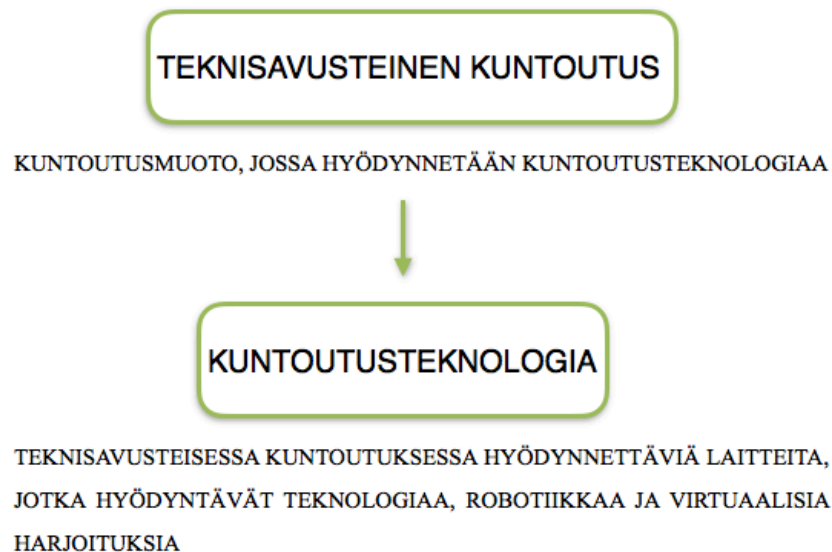 TEKNISAVUSTEINEN KUNTOUTUS
KUNTOUTUSMUOTO, JOSSA HYÖDYNNETÄÄN KUNTOUTUSTEKNOLOGIAA
KUNTOUTUSTEKNOLOGIA
TEKNISAVUSTEISESSA KUNTOUTUKSESSA HYÖDYNNETTÄVIÄ LAITTEITA,
JOTKA HYÖDYNTÄVÄT TEKNOLOGIAA, ROBOTIIKKAA JA VIRTUAALISIA
HARJOITUKSIA